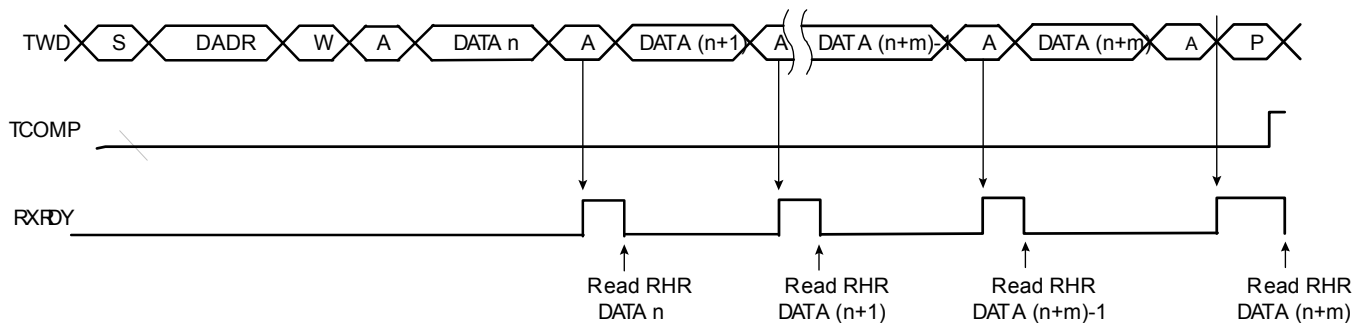 TWD S DADR W A DATA n A DATA (n+1) A DATA (n+m)-1 A DATA (n+m) A P
TCOMP
RXRDY
Read RHR Read RHR Read RHR Read RHR
DATA n DATA (n+1) DATA (n+m)-1 DATA (n+m)